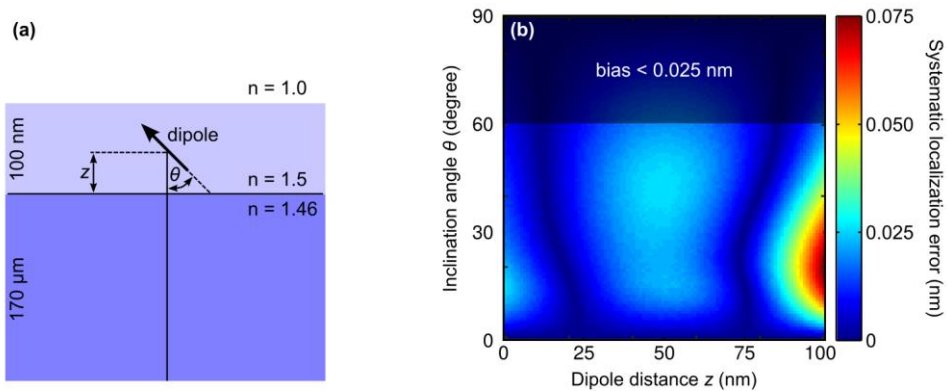 (a)
n = 1.0
dipole
100 nm
z
θ
n = 1.5
n = 1.46
170 µm
(b)
bias < 0.025 nm
90
60
30
0
Inclination angle θ (degree)
0
25
50
75
100
Dipole distance z (nm)
0.075
0.050
0.025
0
Systematic localization error (nm)